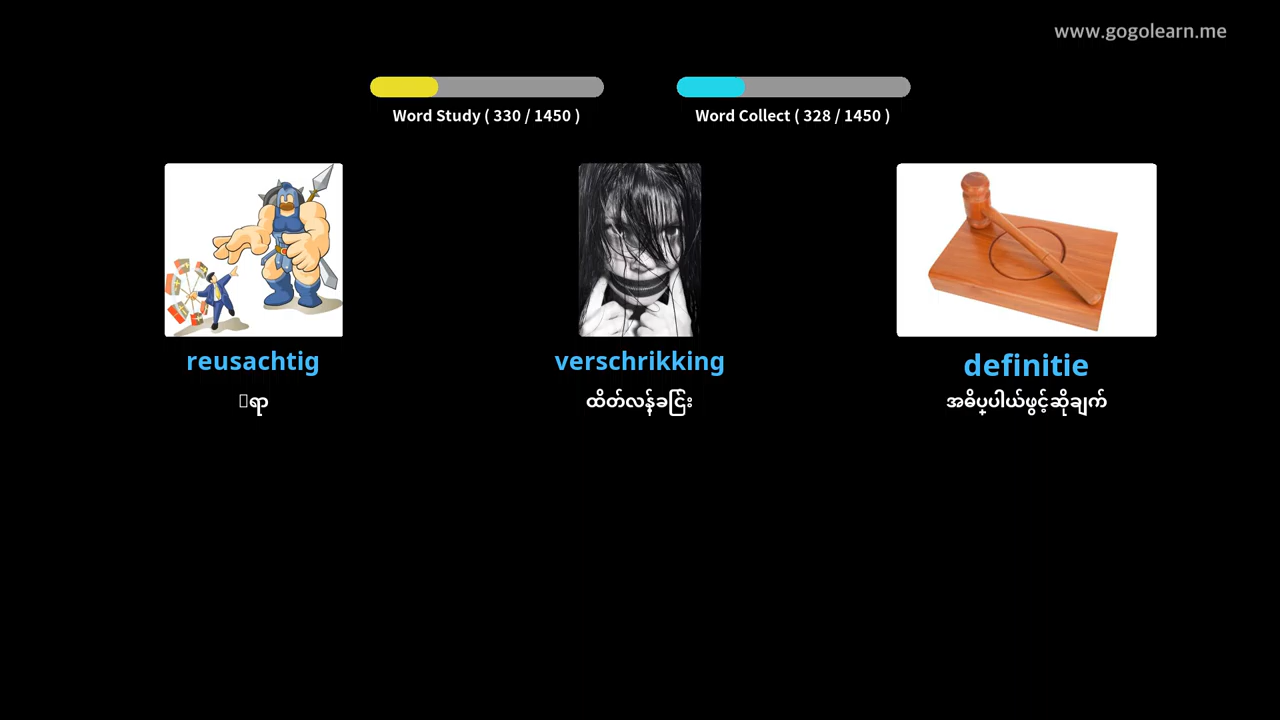 www.gogolearn.me
Word Study ( 330 / 1450 )
Word Collect ( 328 / 1450 )
reusachtig
verschrikking
definitie
ထိတ်လန့်ခြင်း
အဓိပ္ပါယ်ဖွင့်ဆိုချက်